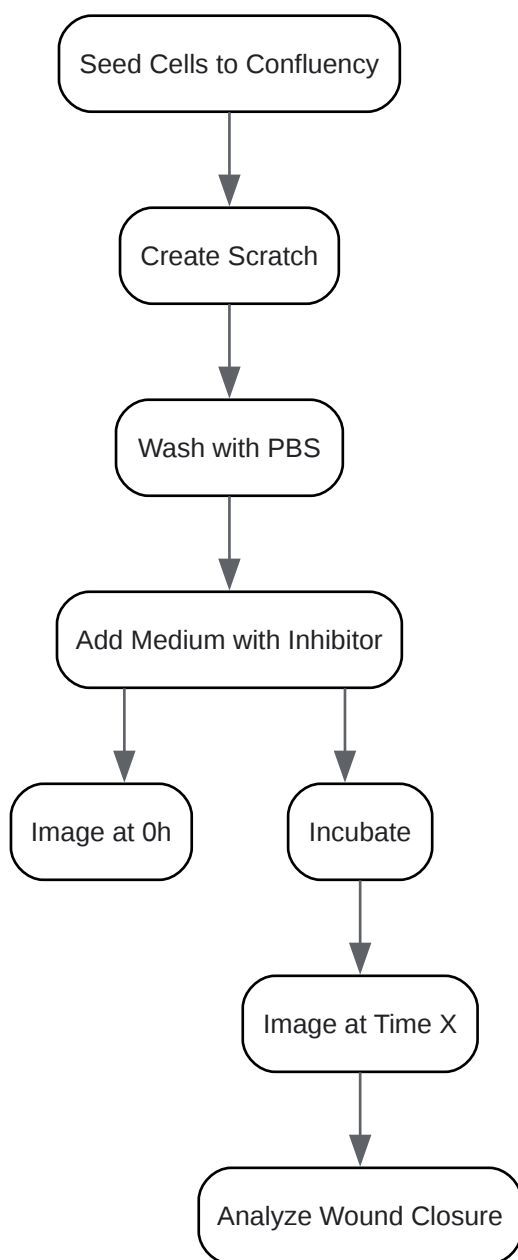 Seed Cells to Confluency
Create Scratch
Wash with PBS
Add Medium with Inhibitor
Image at 0h
Incubate
Image at Time X
Analyze Wound Closure